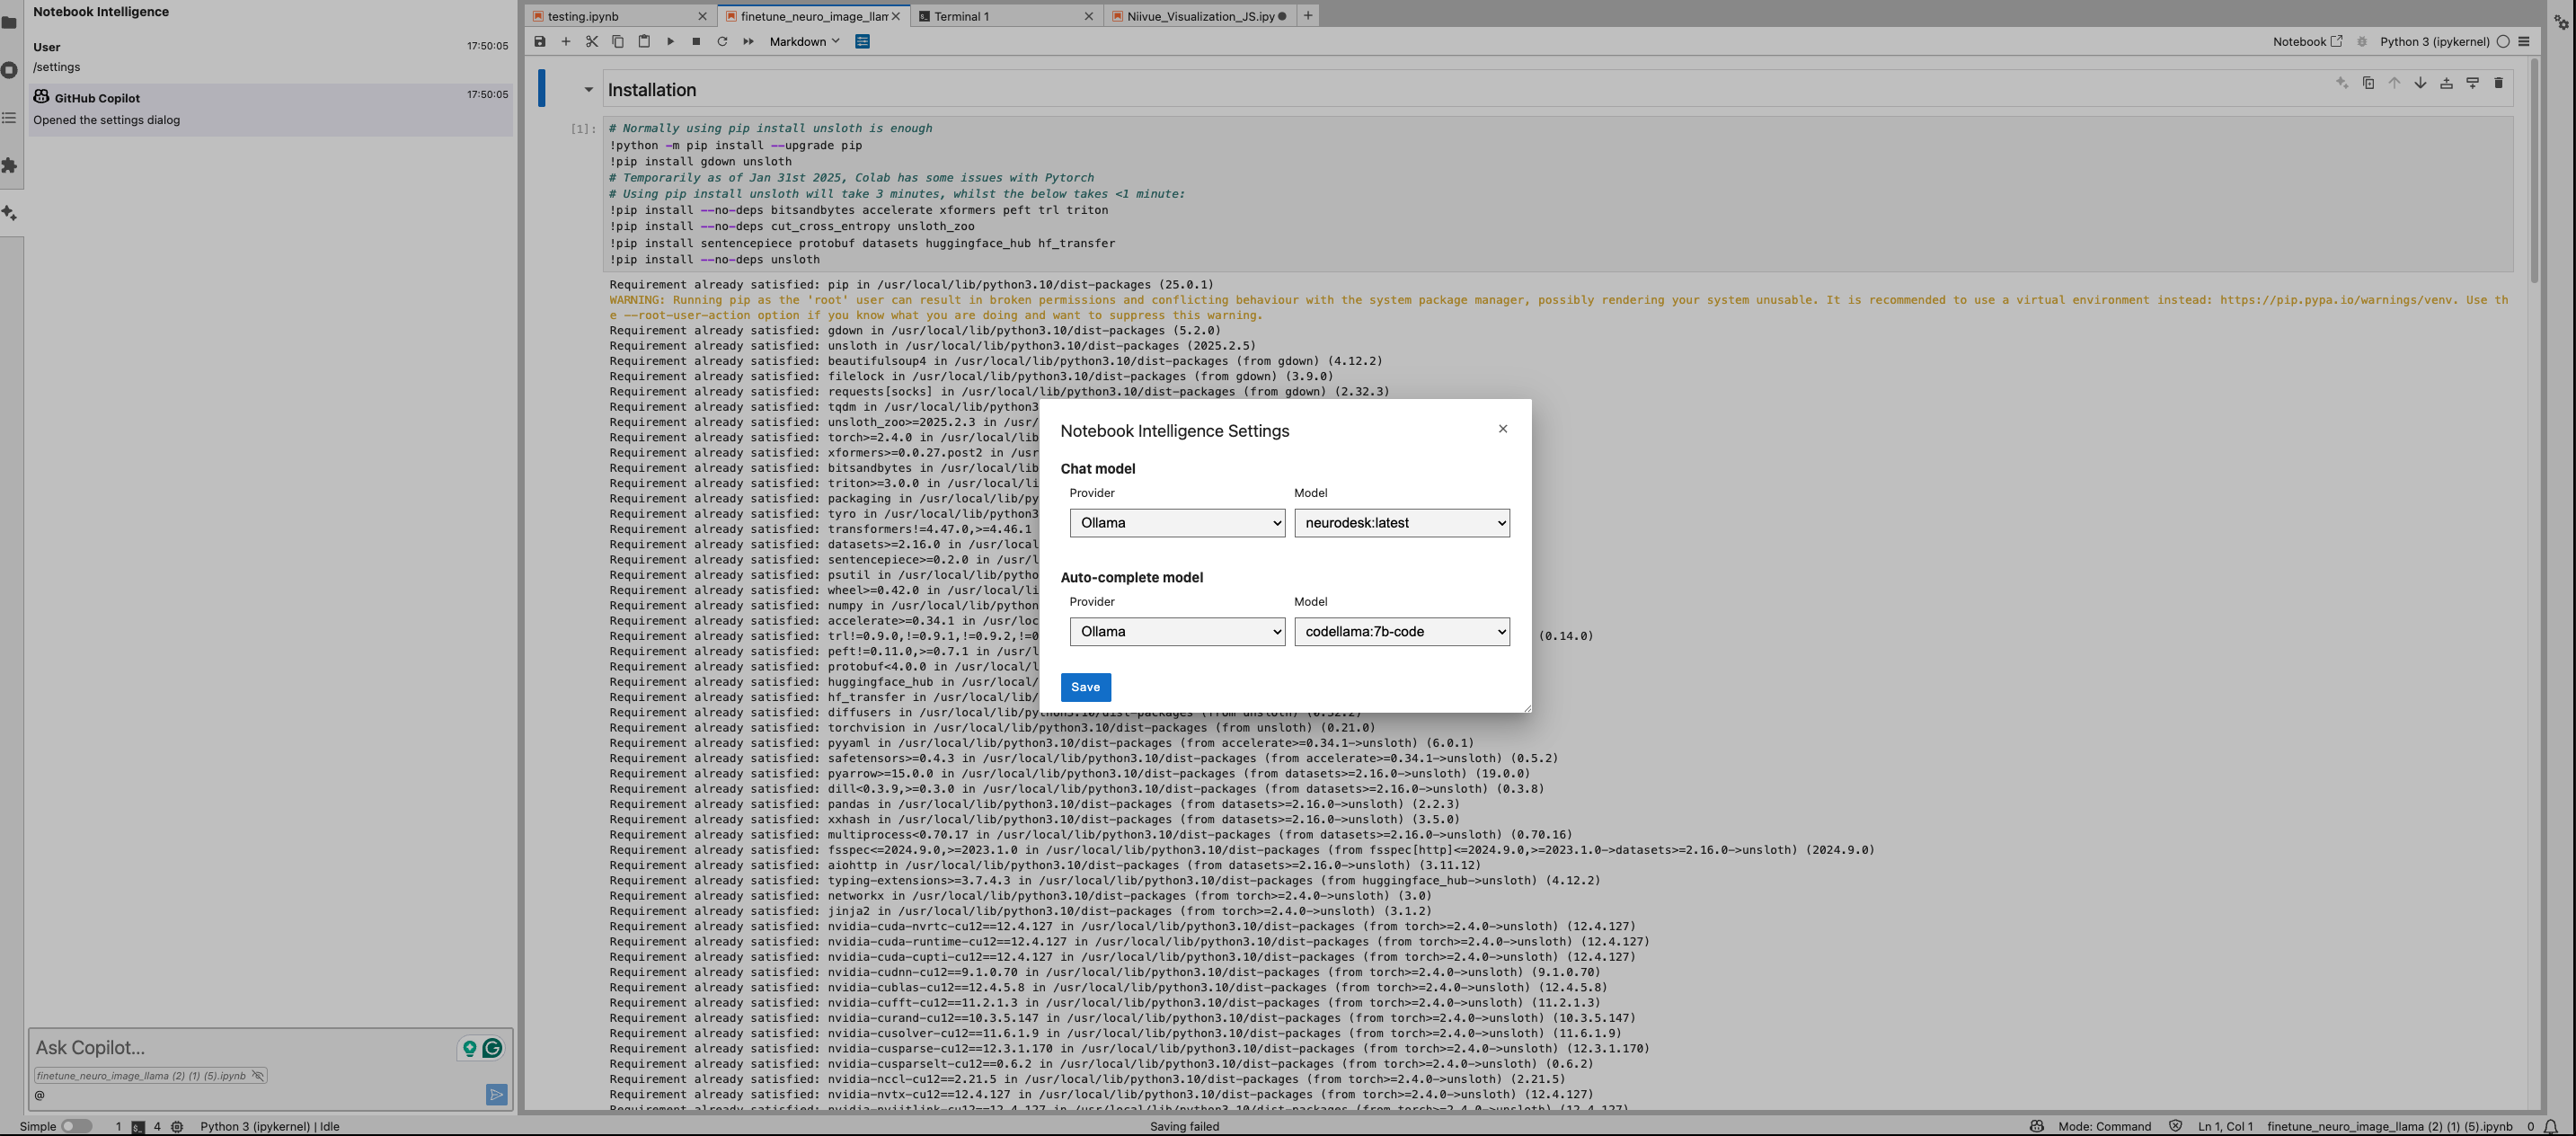 Notebook Intelligence
User
17:50:05
/settings
GitHub Copilot
17:50:05
Opened the settings dialog
Ask Copilot...
finetune_neuro_image_llama (2) (1) (5).ipynb
@
testing.ipynb
finetune_neuro_image_llam
Terminal 1
Niivue_Visualization_JS.ipy
Markdown
Notebook
Python 3 (ipykernel)
Installation
[1]:
# Normally using pip install unsloth is enough
!python -m pip install --upgrade pip
!pip install gdown unsloth
# Temporarily as of Jan 31st 2025, Colab has some issues with Pytorch
# Using pip install unsloth will take 3 minutes, whilst the below takes <1 minute:
!pip install --no-deps bitsandbytes accelerate xformers peft trl triton
!pip install --no-deps cut_cross_entropy unsloth_zoo
!pip install sentencepiece protobuf datasets huggingface_hub hf_transfer
!pip install --no-deps unsloth
Requirement already satisfied: pip in /usr/local/lib/python3.10/dist-packages (25.0.1)
WARNING: Running pip as the 'root' user can result in broken permissions and conflicting behaviour with the system package manager, possibly rendering your system unusable. It is recommended to use a virtual environment instead: https://pip.pypa.io/warnings/venv. Use th
e --root-user-action option if you know what you are doing and want to suppress this warning.
Requirement already satisfied: gdown in /usr/local/lib/python3.10/dist-packages (5.2.0)
Requirement already satisfied: unsloth in /usr/local/lib/python3.10/dist-packages (2025.2.5)
Requirement already satisfied: beautifulsoup4 in /usr/local/lib/python3.10/dist-packages (from gdown) (4.12.2)
Requirement already satisfied: filelock in /usr/local/lib/python3.10/dist-packages (from gdown) (3.9.0)
Requirement already satisfied: requests[socks] in /usr/local/lib/python3.10/dist-packages (from gdown) (2.32.3)
Requirement already satisfied: tqdm in /usr/local/lib/python3
Requirement already satisfied: unsloth_zoo>=2025.2.3 in /usr/
Requirement already satisfied: torch>=2.4.0 in /usr/local/lib
Requirement already satisfied: xformers>=0.0.27.post2 in /usr
Requirement already satisfied: bitsandbytes in /usr/local/lib
Requirement already satisfied: triton>=3.0.0 in /usr/local/li
Requirement already satisfied: packaging in /usr/local/lib/py
Requirement already satisfied: tyro in /usr/local/lib/python3
Requirement already satisfied: transformers!=4.47.0,>=4.46.1
Requirement already satisfied: datasets>=2.16.0 in /usr/local
Requirement already satisfied: sentencepiece>=0.2.0 in /usr/l
Requirement already satisfied: psutil in /usr/local/lib/pytho
Requirement already satisfied: wheel>=0.42.0 in /usr/local/li
Requirement already satisfied: numpy in /usr/local/lib/python
Requirement already satisfied: accelerate>=0.34.1 in /usr/loc
Requirement already satisfied: trl!=0.9.0,!=0.9.1,!=0.9.2,!=0 (0.14.0)
Requirement already satisfied: peft!=0.11.0,>=0.7.1 in /usr/l
Requirement already satisfied: protobuf<4.0.0 in /usr/local/l
Requirement already satisfied: huggingface_hub in /usr/local/
Requirement already satisfied: hf_transfer in /usr/local/lib/
Requirement already satisfied: diffusers in /usr/local/lib/python3.10/dist-packages (from unsloth) (0.32.2)
Requirement already satisfied: torchvision in /usr/local/lib/python3.10/dist-packages (from unsloth) (0.21.0)
Requirement already satisfied: pyyaml in /usr/local/lib/python3.10/dist-packages (from accelerate>=0.34.1->unsloth) (6.0.1)
Requirement already satisfied: safetensors>=0.4.3 in /usr/local/lib/python3.10/dist-packages (from accelerate>=0.34.1->unsloth) (0.5.2)
Requirement already satisfied: pyarrow>=15.0.0 in /usr/local/lib/python3.10/dist-packages (from datasets>=2.16.0->unsloth) (19.0.0)
Requirement already satisfied: dill<0.3.9,>=0.3.0 in /usr/local/lib/python3.10/dist-packages (from datasets>=2.16.0->unsloth) (0.3.8)
Requirement already satisfied: pandas in /usr/local/lib/python3.10/dist-packages (from datasets>=2.16.0->unsloth) (2.2.3)
Requirement already satisfied: xxhash in /usr/local/lib/python3.10/dist-packages (from datasets>=2.16.0->unsloth) (3.5.0)
Requirement already satisfied: multiprocess<0.70.17 in /usr/local/lib/python3.10/dist-packages (from datasets>=2.16.0->unsloth) (0.70.16)
Requirement already satisfied: fsspec<=2024.9.0,>=2023.1.0 in /usr/local/lib/python3.10/dist-packages (from fsspec[http]<=2024.9.0,>=2023.1.0->datasets>=2.16.0->unsloth) (2024.9.0)
Requirement already satisfied: aiohttp in /usr/local/lib/python3.10/dist-packages (from datasets>=2.16.0->unsloth) (3.11.12)
Requirement already satisfied: typing-extensions>=3.7.4.3 in /usr/local/lib/python3.10/dist-packages (from huggingface_hub->unsloth) (4.12.2)
Requirement already satisfied: networkx in /usr/local/lib/python3.10/dist-packages (from torch>=2.4.0->unsloth) (3.0)
Requirement already satisfied: jinja2 in /usr/local/lib/python3.10/dist-packages (from torch>=2.4.0->unsloth) (3.1.2)
Requirement already satisfied: nvidia-cuda-nvrtc-cu12==12.4.127 in /usr/local/lib/python3.10/dist-packages (from torch>=2.4.0->unsloth) (12.4.127)
Requirement already satisfied: nvidia-cuda-runtime-cu12==12.4.127 in /usr/local/lib/python3.10/dist-packages (from torch>=2.4.0->unsloth) (12.4.127)
Requirement already satisfied: nvidia-cuda-cupti-cu12==12.4.127 in /usr/local/lib/python3.10/dist-packages (from torch>=2.4.0->unsloth) (12.4.127)
Requirement already satisfied: nvidia-cudnn-cu12==9.1.0.70 in /usr/local/lib/python3.10/dist-packages (from torch>=2.4.0->unsloth) (9.1.0.70)
Requirement already satisfied: nvidia-cublas-cu12==12.4.5.8 in /usr/local/lib/python3.10/dist-packages (from torch>=2.4.0->unsloth) (12.4.5.8)
Requirement already satisfied: nvidia-cufft-cu12==11.2.1.3 in /usr/local/lib/python3.10/dist-packages (from torch>=2.4.0->unsloth) (11.2.1.3)
Requirement already satisfied: nvidia-curand-cu12==10.3.5.147 in /usr/local/lib/python3.10/dist-packages (from torch>=2.4.0->unsloth) (10.3.5.147)
Requirement already satisfied: nvidia-cusolver-cu12==11.6.1.9 in /usr/local/lib/python3.10/dist-packages (from torch>=2.4.0->unsloth) (11.6.1.9)
Requirement already satisfied: nvidia-cusparse-cu12==12.3.1.170 in /usr/local/lib/python3.10/dist-packages (from torch>=2.4.0->unsloth) (12.3.1.170)
Requirement already satisfied: nvidia-cusparselt-cu12==0.6.2 in /usr/local/lib/python3.10/dist-packages (from torch>=2.4.0->unsloth) (0.6.2)
Requirement already satisfied: nvidia-nccl-cu12==2.21.5 in /usr/local/lib/python3.10/dist-packages (from torch>=2.4.0->unsloth) (2.21.5)
Requirement already satisfied: nvidia-nvtx-cu12==12.4.127 in /usr/local/lib/python3.10/dist-packages (from torch>=2.4.0->unsloth) (12.4.127)
Requirement already satisfied: nvidia-nvjitlink-cu12==12.4.127 in /usr/local/lib/python3.10/dist-packages (from torch>=2.4.0->unsloth) (12.4.127)
Notebook Intelligence Settings
Chat model
Provider Model
Ollama neurodesk:latest
Auto-complete model
Provider Model
Ollama codellama:7b-code
Save
Simple 1 4 Python 3 (ipykernel) | Idle Saving failed Mode: Command Ln 1, Col 1 finetune_neuro_image_llama (2) (1) (5).ipynb 0